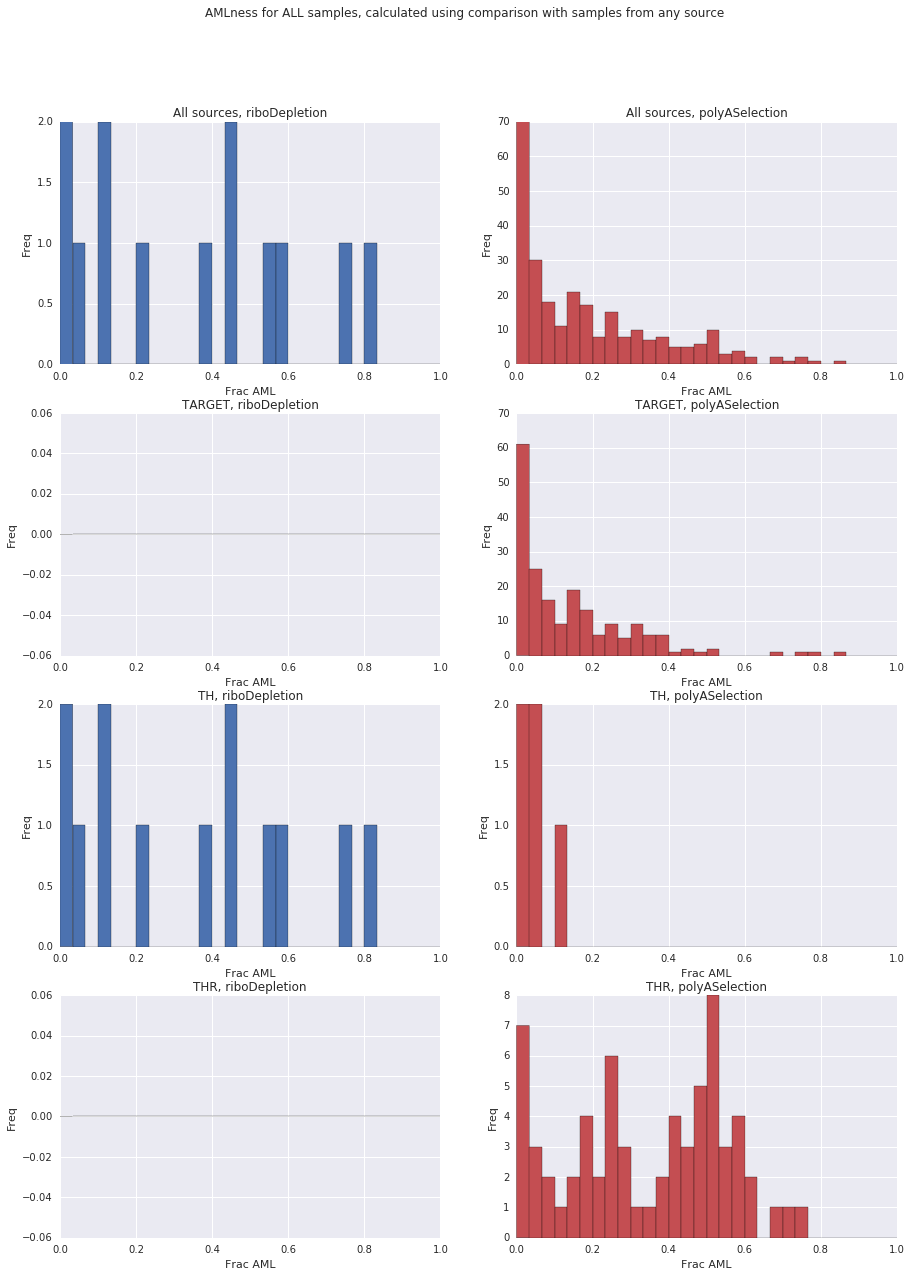 AMLness for ALL samples, calculated using comparison with samples from any source
All sources, riboDepletion
2.0
1.5
1.0
0.5
0.0
Freq
0.0 0.2 0.4 0.6 0.8 1.0
Frac AML
All sources, polyASelection
70
60
50
40
30
20
10
0
Freq
0.0 0.2 0.4 0.6 0.8 1.0
Frac AML
TARGET, riboDepletion
0.06
0.04
0.02
0.00
−0.02
−0.04
−0.06
Freq
0.0 0.2 0.4 0.6 0.8 1.0
Frac AML
TARGET, polyASelection
70
60
50
40
30
20
10
0
Freq
0.0 0.2 0.4 0.6 0.8 1.0
Frac AML
TH, riboDepletion
2.0
1.5
1.0
0.5
0.0
Freq
0.0 0.2 0.4 0.6 0.8 1.0
Frac AML
TH, polyASelection
2.0
1.5
1.0
0.5
0.0
Freq
0.0 0.2 0.4 0.6 0.8 1.0
Frac AML
THR, riboDepletion
0.06
0.04
0.02
0.00
−0.02
−0.04
−0.06
Freq
0.0 0.2 0.4 0.6 0.8 1.0
Frac AML
THR, polyASelection
8
7
6
5
4
3
2
1
0
Freq
0.0 0.2 0.4 0.6 0.8 1.0
Frac AML